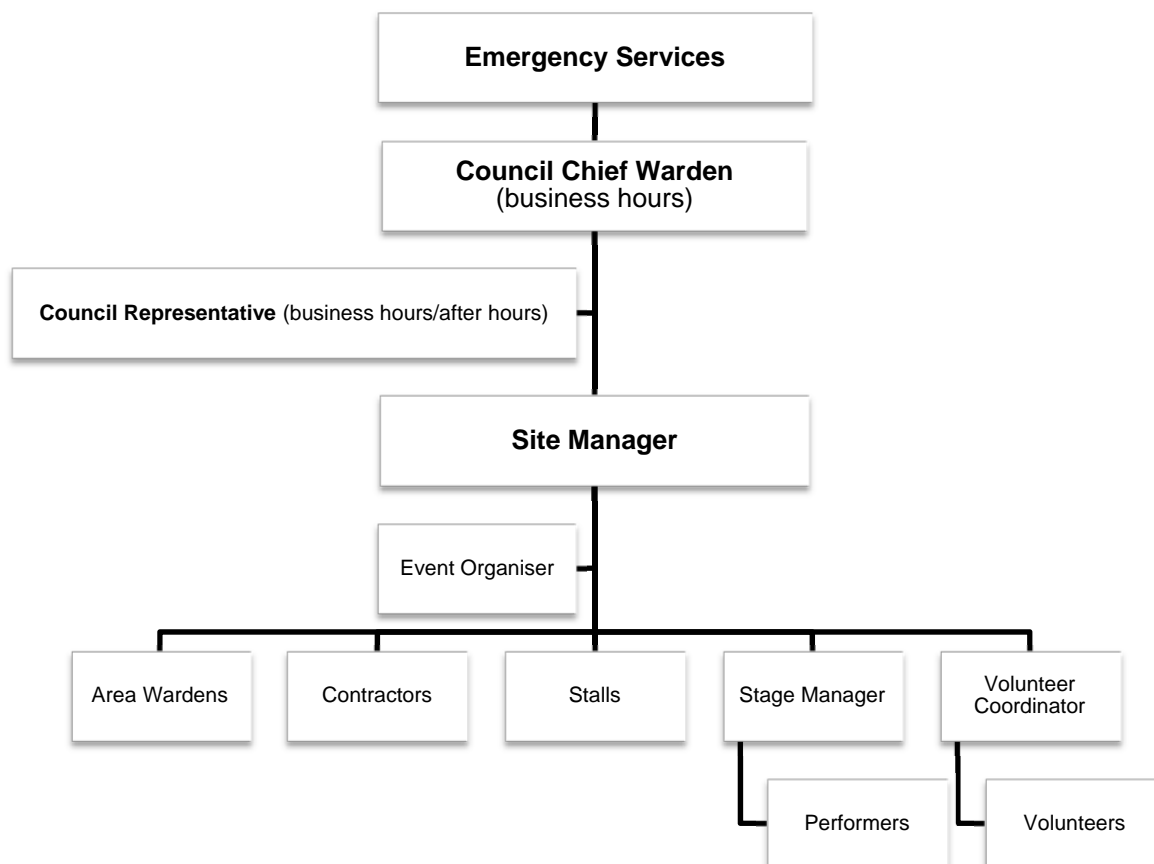 Emergency Services
Council Chief Warden
(business hours)
Council Representative (business hours/after hours)
Site Manager
Event Organiser
Area Wardens
Contractors
Stalls
Stage Manager
Volunteer
Coordinator
Performers
Volunteers